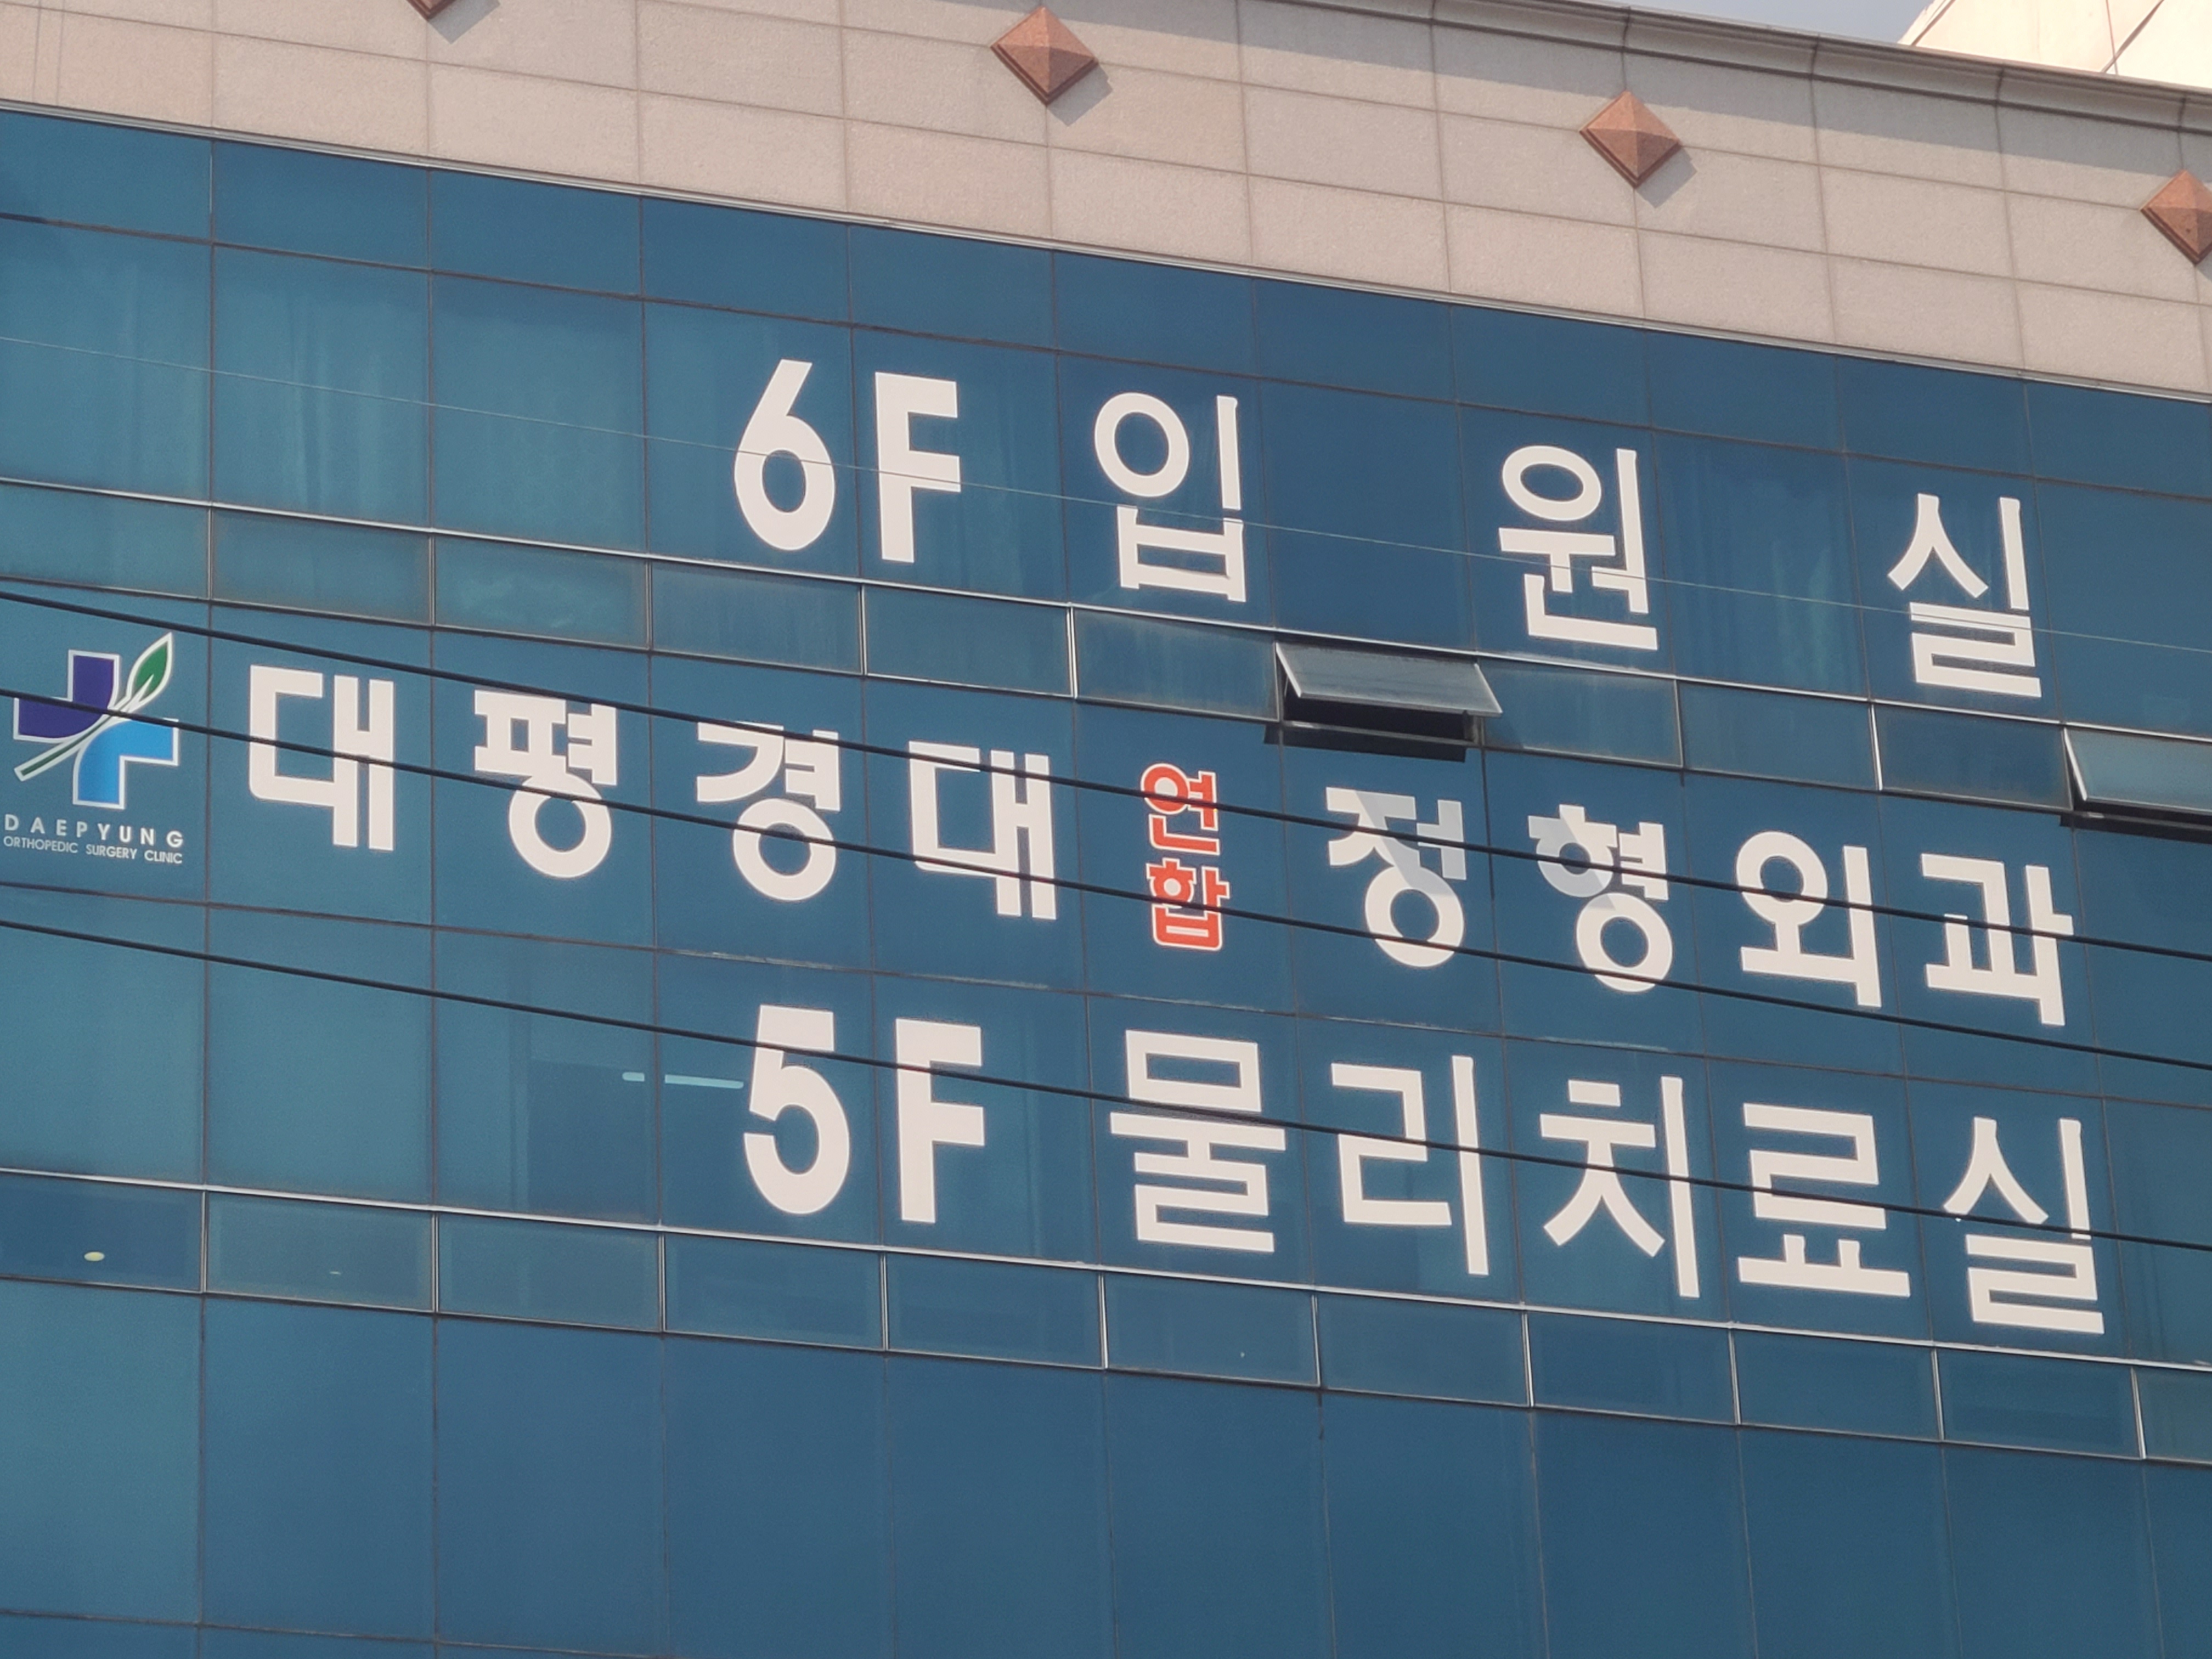 6F 입 원 실
DAEPYUNG
ORTHOPEDIC SURGERY CLINIC
대평경대 연합 정형외과
5F 물리치료실